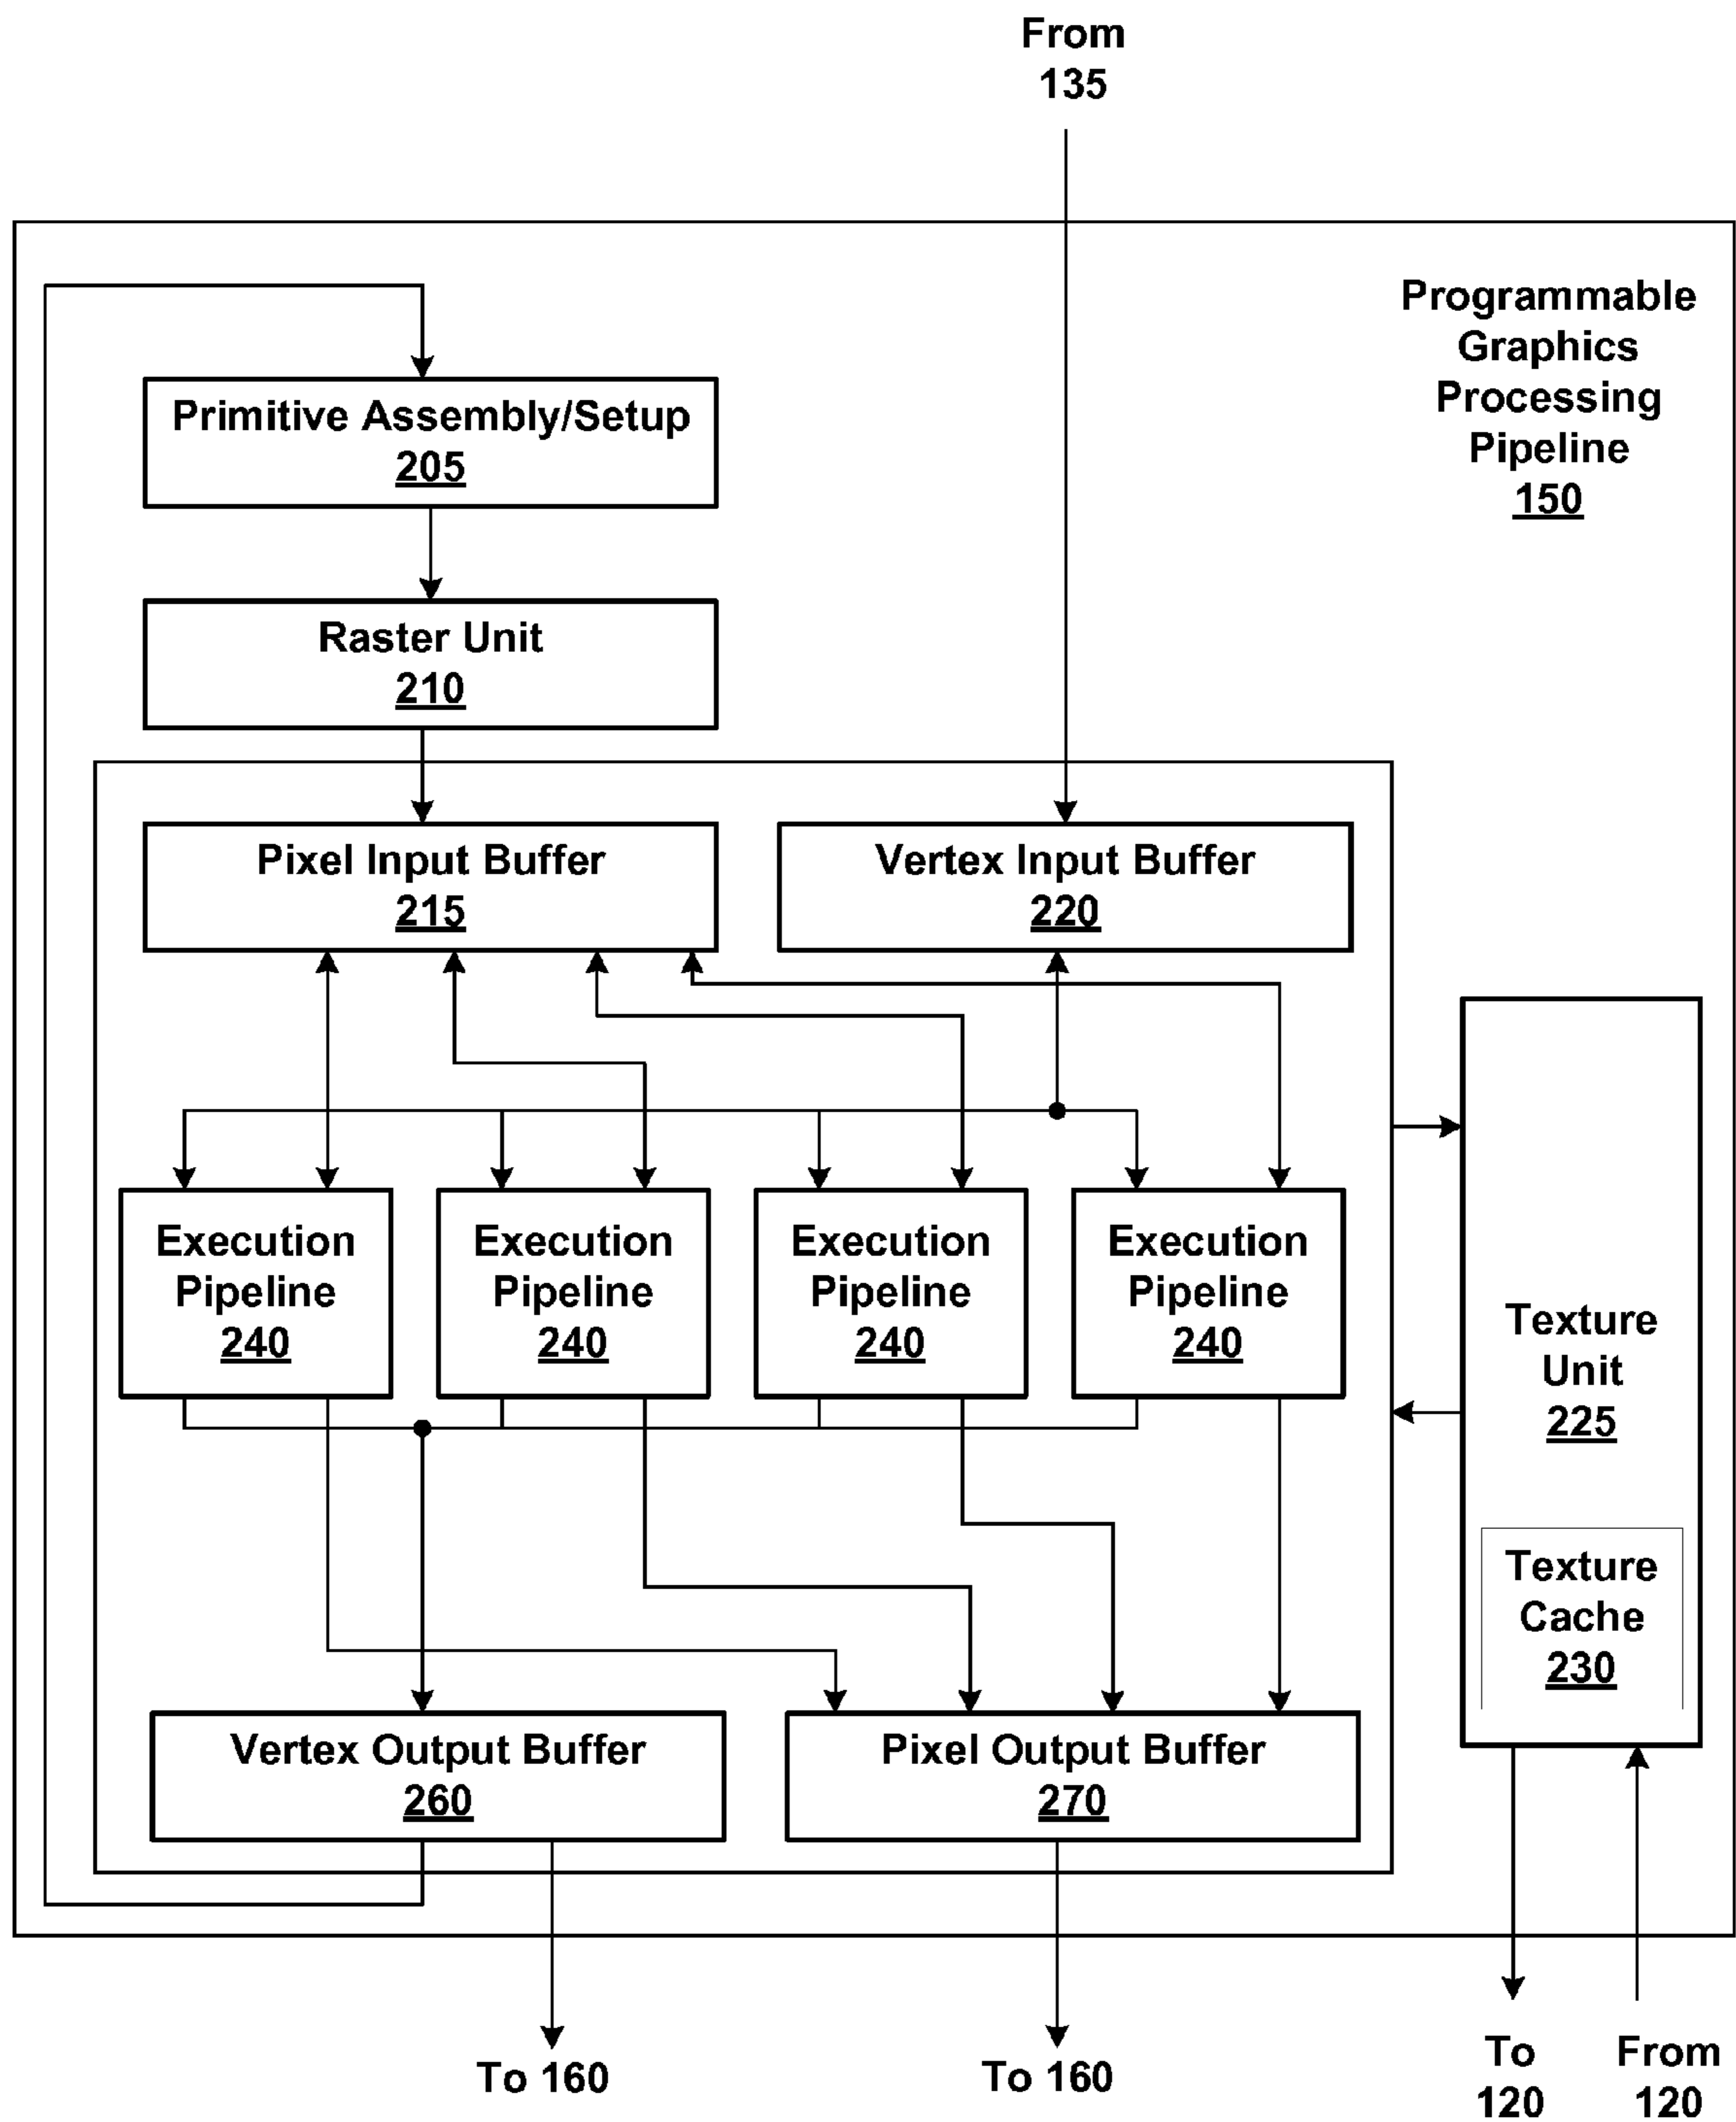 From
135
Programmable
Graphics
Processing
Pipeline
150
Primitive Assembly/Setup
205
Raster Unit
210
Pixel Input Buffer
215
Vertex Input Buffer
220
Execution
Pipeline
240
Execution
Pipeline
240
Execution
Pipeline
240
Execution
Pipeline
240
Texture
Unit
225
Texture
Cache
230
Vertex Output Buffer
260
Pixel Output Buffer
270
To 160
To 160
To
120
From
120